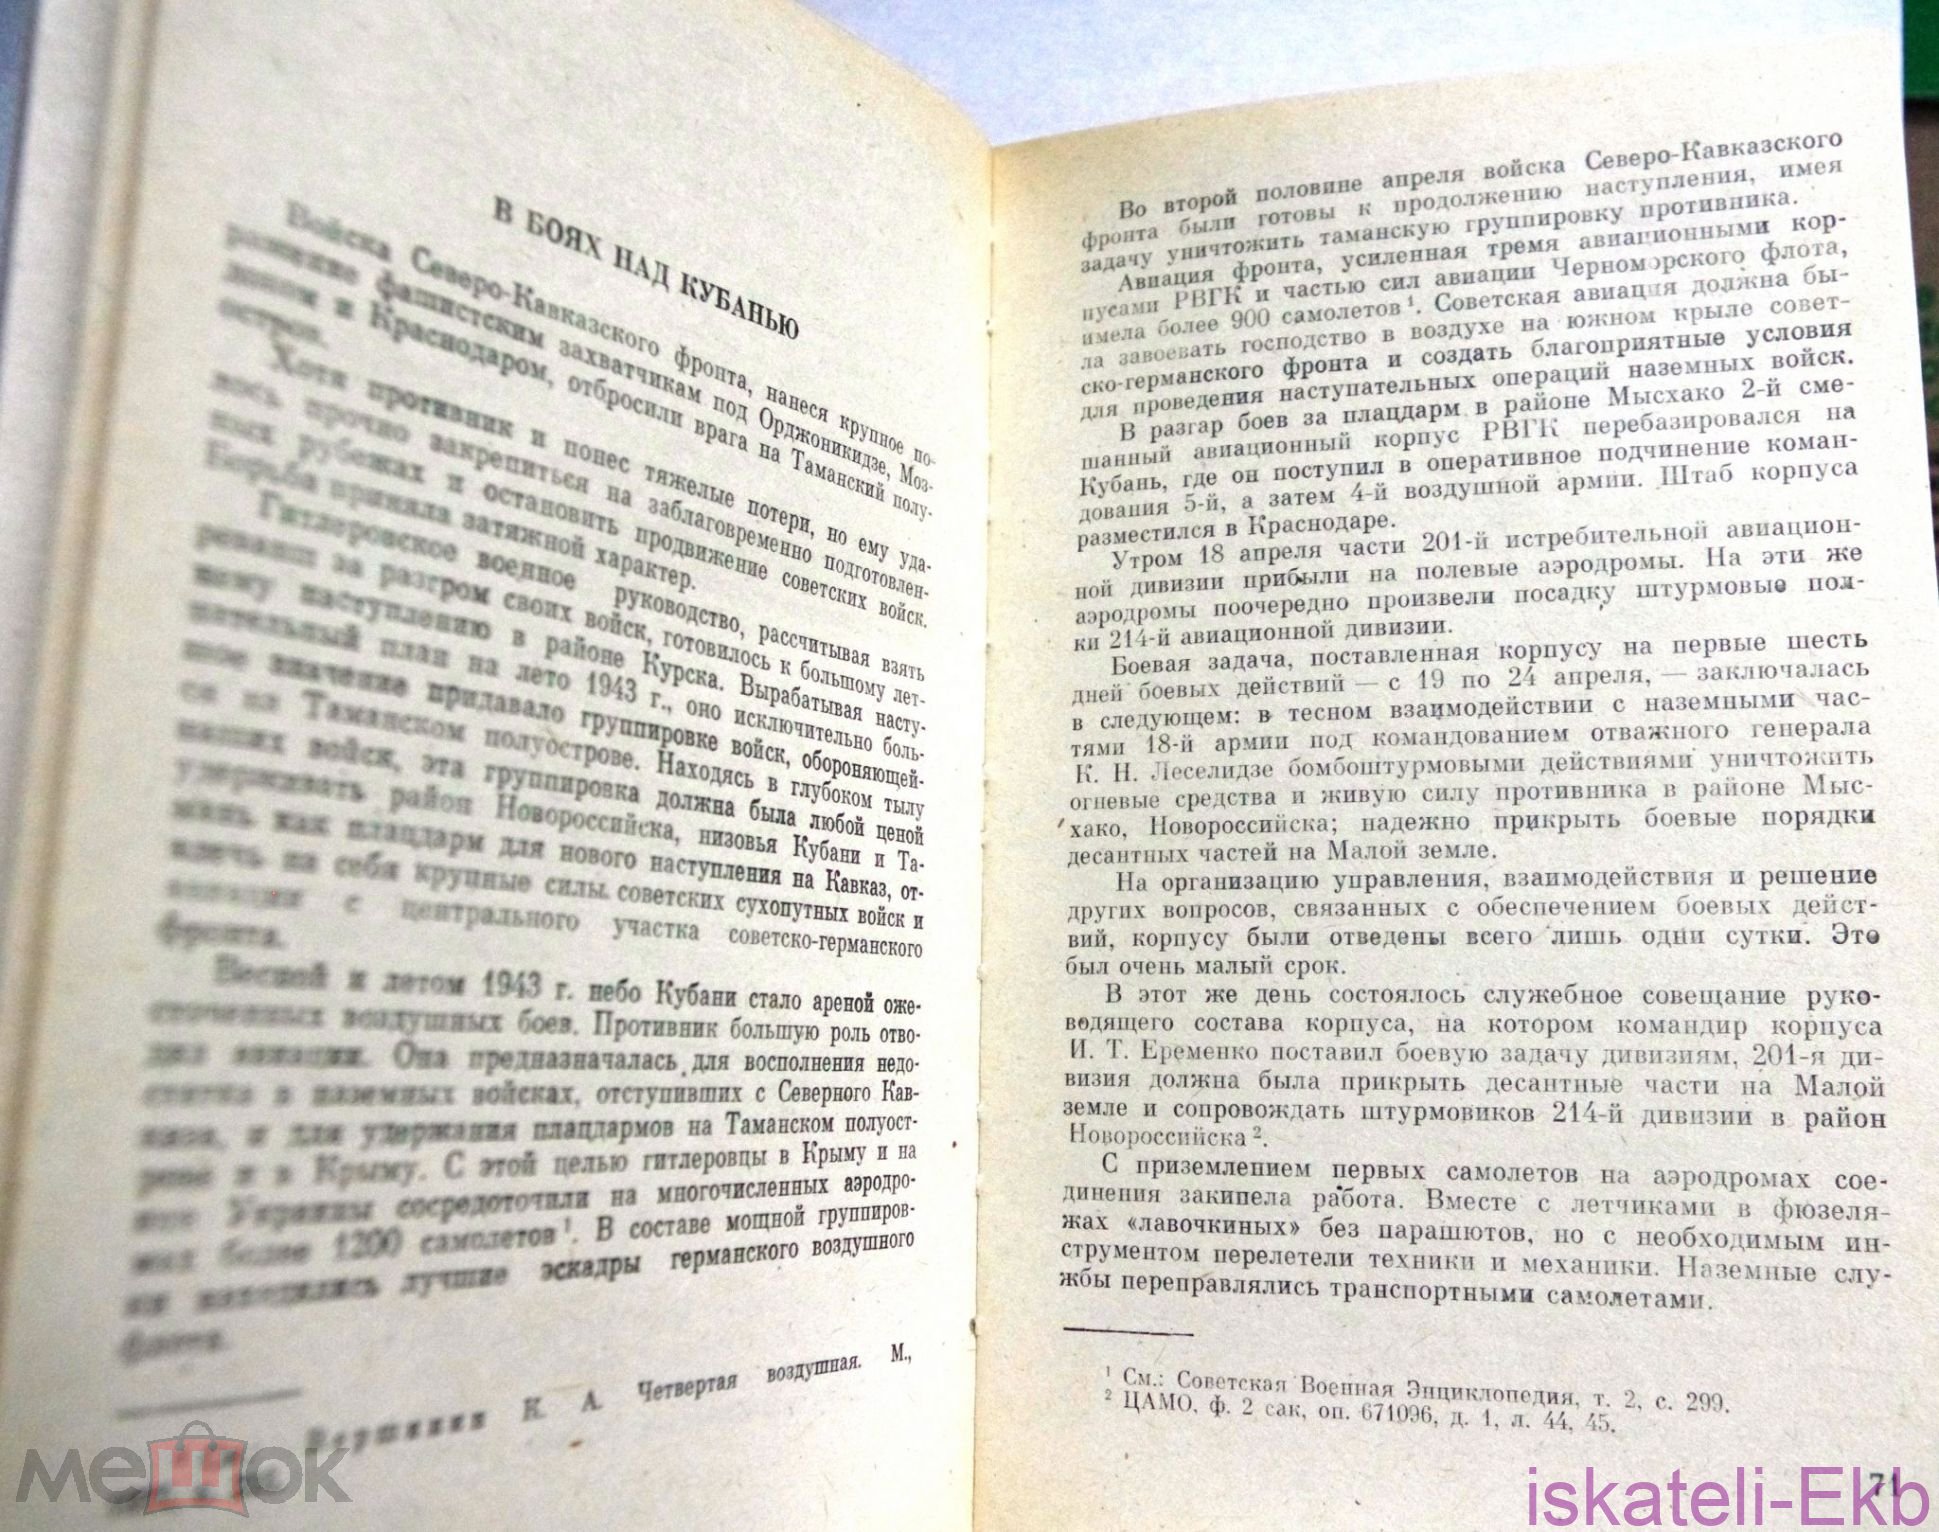 В БОЯХ НАД КУБАНЬЮ
Войска Северо-Кавказского фронта, нанеся крупное по-
ражение фашистским захватчикам под Орджоникидзе, Моз-
доком и Краснодаром, отбросили врага на Таманский полу-
остров.
Хотя противник и понес тяжелые потери, но ему уда-
лось прочно закрепиться на заблаговременно подготовлен-
ных рубежах и остановить продвижение советских войск.
Борьба приняла затяжной характер.
Гитлеровское военное руководство, рассчитывая взять
реванш за разгром своих войск, готовилось к большому лет-
нему наступлению в районе Курска. Вырабатывая насту-
пательный план на лето 1943 г., оно исключительно боль-
шое значение придавало группировке войск, обороняющей-
ся на Таманском полуострове. Находясь в глубоком тылу
наших войск, эта группировка должна была любой ценой
удерживать район Новороссийска, низовья Кубани и Та-
мань как плацдарм для нового наступления на Кавказ, от-
влечь на себя крупные силы советских сухопутных войск и
авиации с центрального участка советско-германского
фронта.
Весной и летом 1943 г. небо Кубани стало ареной оже-
сточенных воздушных боев. Противник большую роль отво-
дил авиации. Она предназначалась для восполнения недо-
статка в наземных войсках, отступивших с Северного Кав-
каза, и для удержания плацдармов на Таманском полуост-
рове и в Крыму. С этой целью гитлеровцы в Крыму и на
юге Украины сосредоточили на многочисленных аэродро-
мах более 1200 самолетов¹. В составе мощной группиров-
ки находились лучшие эскадры германского воздушного
флота.
Вершинин К. А. Четвертая воздушная. М.,
Во второй половине апреля войска Северо-Кавказского
фронта были готовы к продолжению наступления, имея
задачу уничтожить таманскую группировку противника.
Авиация фронта, усиленная тремя авиационными кор-
пусами РВГК и частью сил авиации Черноморского флота,
имела более 900 самолетов¹. Советская авиация должна бы-
ла завоевать господство в воздухе на южном крыле совет-
ско-германского фронта и создать благоприятные условия
для проведения наступательных операций наземных войск.
В разгар боев за плацдарм в районе Мысхако 2-й сме-
шанный авиационный корпус РВГК перебазировался на
Кубань, где он поступил в оперативное подчинение коман-
дования 5-й, а затем 4-й воздушной армии. Штаб корпуса
разместился в Краснодаре.
Утром 18 апреля части 201-й истребительной авиацион-
ной дивизии прибыли на полевые аэродромы. На эти же
аэродромы поочередно произвели посадку штурмовые пол-
ки 214-й авиационной дивизии.
Боевая задача, поставленная корпусу на первые шесть
дней боевых действий — с 19 по 24 апреля, — заключалась
в следующем: в тесном взаимодействии с наземными час-
тями 18-й армии под командованием отважного генерала
К. Н. Леселидзе бомбоштурмовыми действиями уничтожить
огневые средства и живую силу противника в районе Мыс-
хако, Новороссийска; надежно прикрыть боевые порядки
десантных частей на Малой земле.
На организацию управления, взаимодействия и решение
других вопросов, связанных с обеспечением боевых дейст-
вий, корпусу были отведены всего лишь одни сутки. Это
был очень малый срок.
В этот же день состоялось служебное совещание руко-
водящего состава корпуса, на котором командир корпуса
И. Т. Еременко поставил боевую задачу дивизиям, 201-я ди-
визия должна была прикрыть десантные части на Малой
земле и сопровождать штурмовиков 214-й дивизии в район
Новороссийска².
С приземлением первых самолетов на аэродромах сое-
динения закипела работа. Вместе с летчиками в фюзеля-
жах «лавочкиных» без парашютов, но с необходимым ин-
струментом перелетели техники и механики. Наземные слу-
жбы переправлялись транспортными самолетами.
¹ См.: Советская Военная Энциклопедия, т. 2, с. 299.
² ЦАМО, ф. 2 сак, оп. 671096, д. 1, л. 44, 45.
71
мешок
iskateli-Ekb